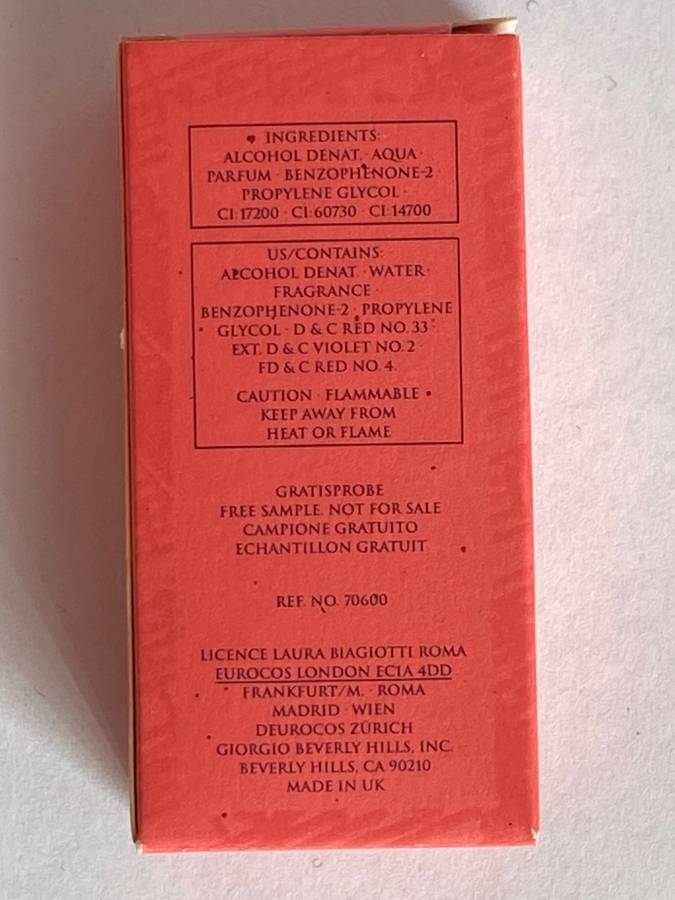 INGREDIENTS:
ALCOHOL DENAT. · AQUA ·
PARFUM · BENZOPHENONE-2 ·
PROPYLENE GLYCOL ·
CI 17200 · CI 60730 · CI 14700
US/CONTAINS:
ALCOHOL DENAT. · WATER ·
FRAGRANCE ·
BENZOPHENONE-2 · PROPYLENE
GLYCOL · D & C RED NO. 33 ·
EXT. D & C VIOLET NO. 2 ·
FD & C RED NO. 4.
CAUTION · FLAMMABLE ·
KEEP AWAY FROM
HEAT OR FLAME
GRATISPROBE
FREE SAMPLE. NOT FOR SALE
CAMPIONE GRATUITO
ECHANTILLON GRATUIT
REF. NO. 70600
LICENCE LAURA BIAGIOTTI ROMA
EUROCOS LONDON EC1A 4DD
FRANKFURT/M. · ROMA
MADRID · WIEN
DEUROCOS ZÜRICH
GIORGIO BEVERLY HILLS, INC.
BEVERLY HILLS, CA 90210
MADE IN UK